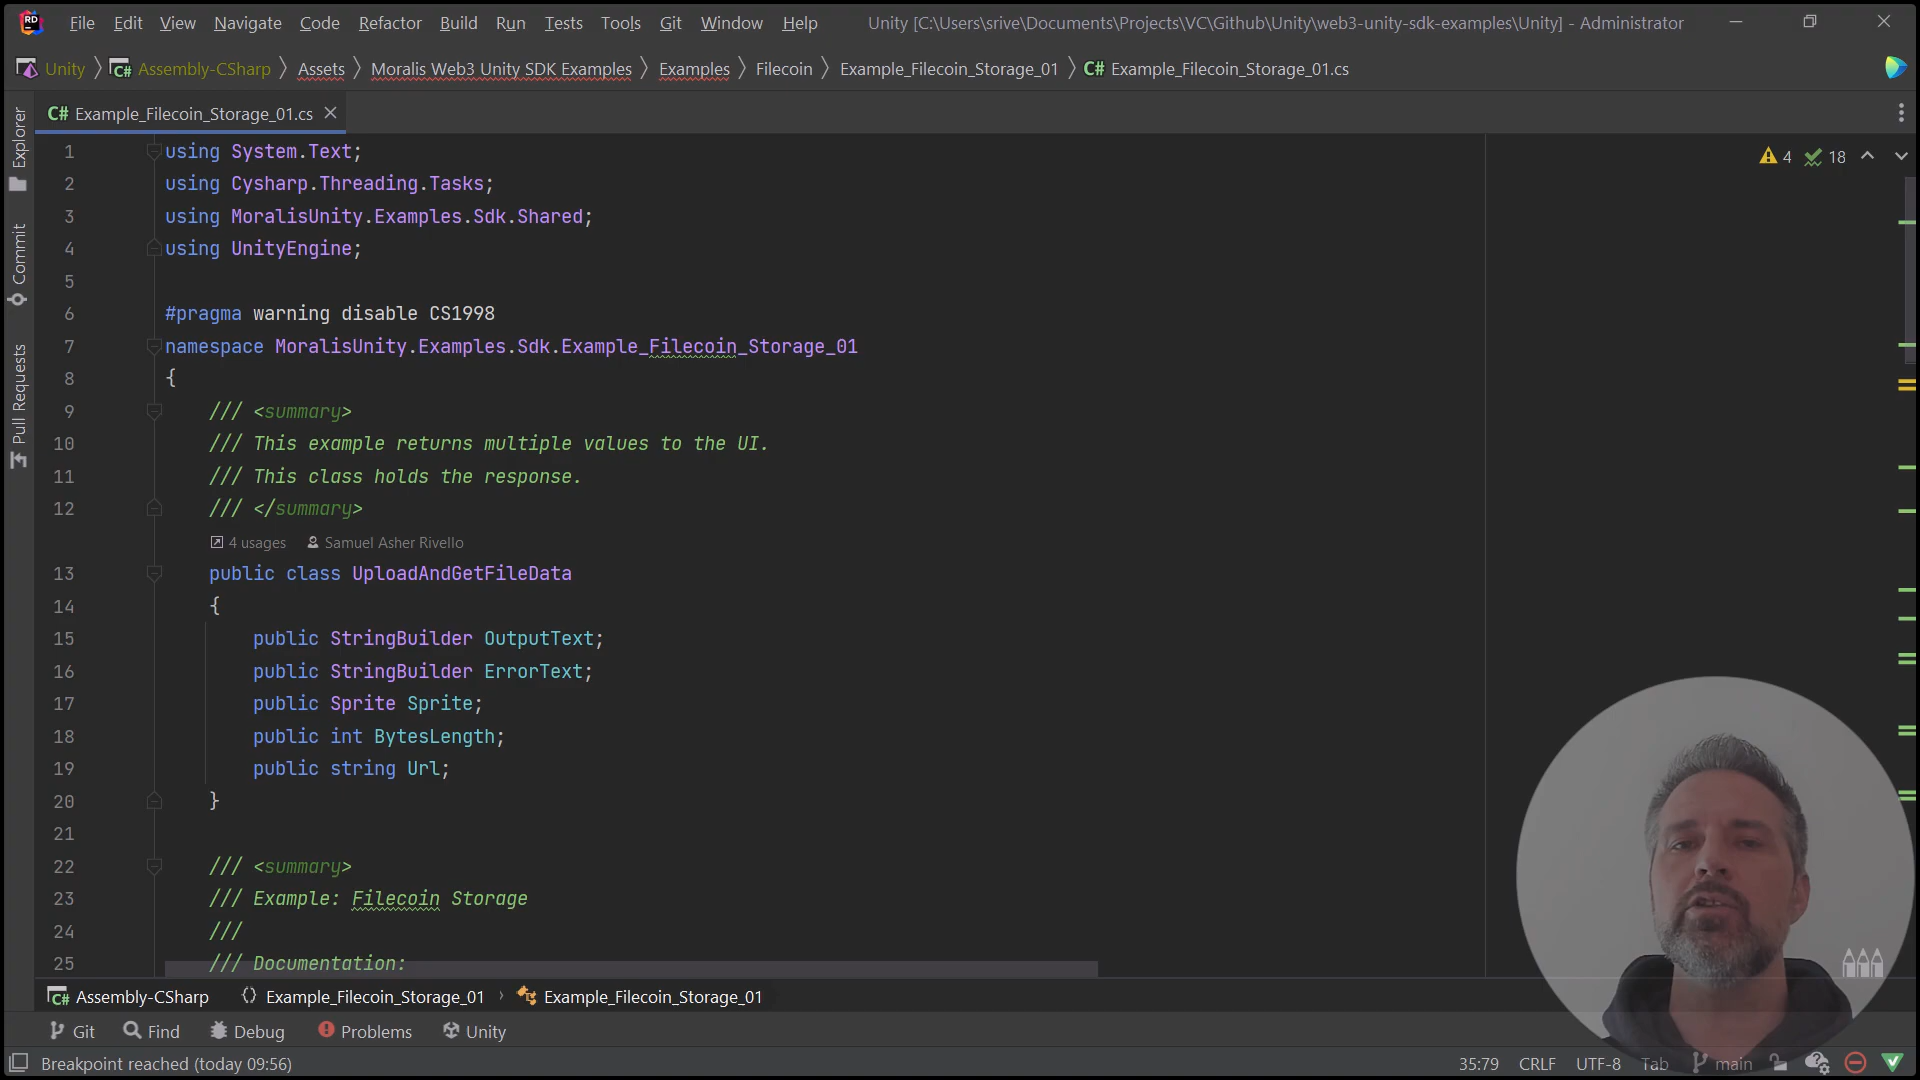 RD File Edit View Navigate Code Refactor Build Run Tests Tools Git Window Help Unity [C:\Users\srive\Documents\Projects\VC\Github\Unity\web3-unity-sdk-examples\Unity] - Administrator
Unity C# Assembly-CSharp Assets Moralis Web3 Unity SDK Examples Examples Filecoin Example_Filecoin_Storage_01 C# Example_Filecoin_Storage_01.cs
C# Example_Filecoin_Storage_01.cs
Explorer
Commit
Pull Requests
4 18
1 using System.Text;
2 using Cysharp.Threading.Tasks;
3 using MoralisUnity.Examples.Sdk.Shared;
4 using UnityEngine;
5
6 #pragma warning disable CS1998
7 namespace MoralisUnity.Examples.Sdk.Example_Filecoin_Storage_01
8 {
9 /// <summary>
10 /// This example returns multiple values to the UI.
11 /// This class holds the response.
12 /// </summary>
4 usages Samuel Asher Rivello
13 public class UploadAndGetFileData
14 {
15 public StringBuilder OutputText;
16 public StringBuilder ErrorText;
17 public Sprite Sprite;
18 public int BytesLength;
19 public string Url;
20 }
21
22 /// <summary>
23 /// Example: Filecoin Storage
24 ///
25 /// Documentation:
C# Assembly-CSharp {} Example_Filecoin_Storage_01 › Example_Filecoin_Storage_01
Git Find Debug Problems Unity
Breakpoint reached (today 09:56) 35:79 CRLF UTF-8 Tab main